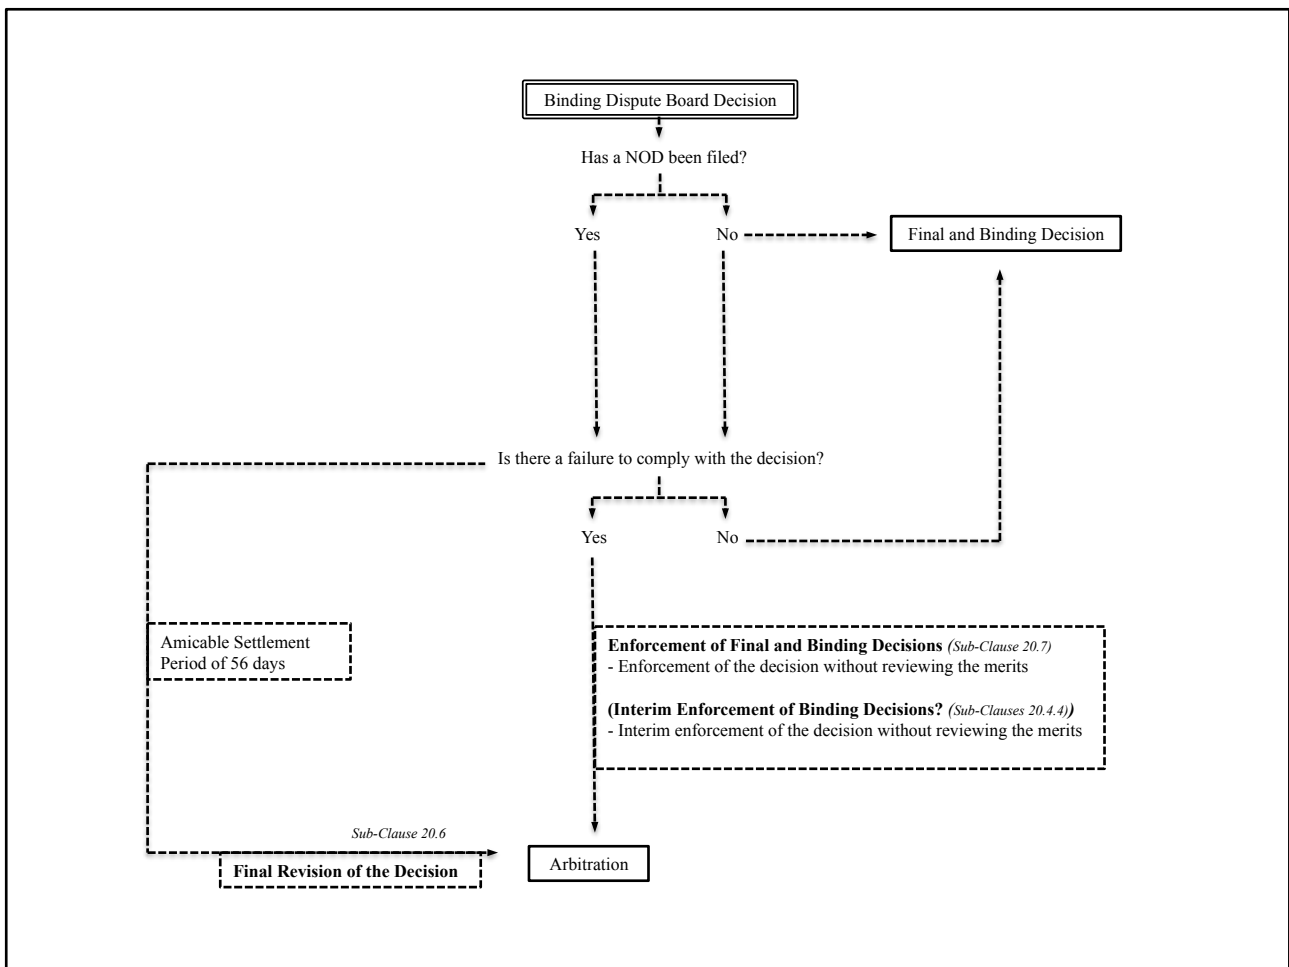 Binding Dispute Board Decision
Has a NOD been filed?
Yes
No
Final and Binding Decision
Is there a failure to comply with the decision?
Yes
No
Amicable Settlement
Period of 56 days
Enforcement of Final and Binding Decisions (Sub-Clause 20.7)
- Enforcement of the decision without reviewing the merits
(Interim Enforcement of Binding Decisions? (Sub-Clauses 20.4.4))
- Interim enforcement of the decision without reviewing the merits
Sub-Clause 20.6
Final Revision of the Decision
Arbitration